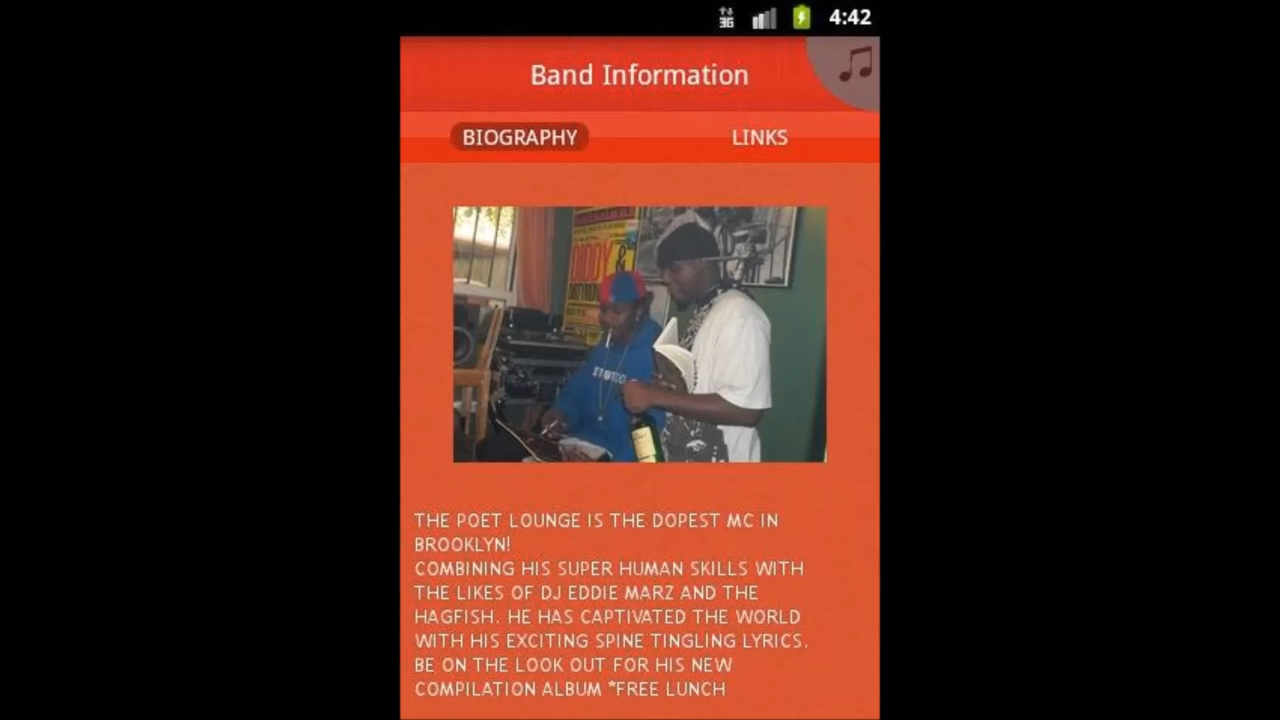 3G
4:42
Band Information
BIOGRAPHY
LINKS
DIDDY
&
THE POET LOUNGE IS THE DOPEST MC IN
BROOKLYN!
COMBINING HIS SUPER HUMAN SKILLS WITH
THE LIKES OF DJ EDDIE MARZ AND THE
HAGFISH. HE HAS CAPTIVATED THE WORLD
WITH HIS EXCITING SPINE TINGLING LYRICS.
BE ON THE LOOK OUT FOR HIS NEW
COMPILATION ALBUM *FREE LUNCH